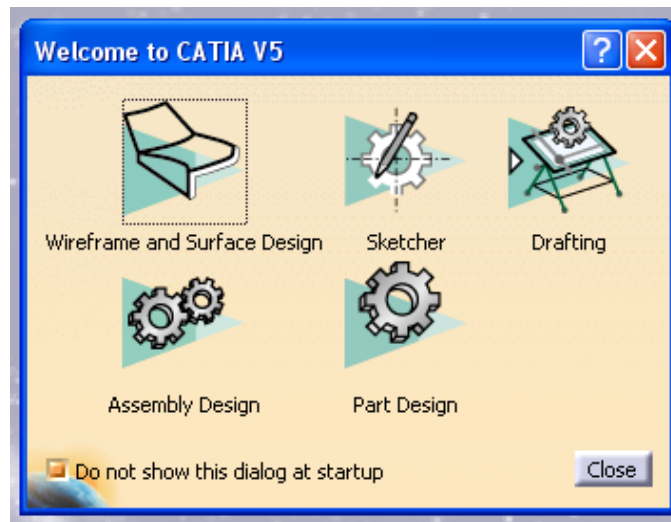 Welcome to CATIA V5
Wireframe and Surface Design
Sketcher
Drafting
Assembly Design
Part Design
Do not show this dialog at startup
Close